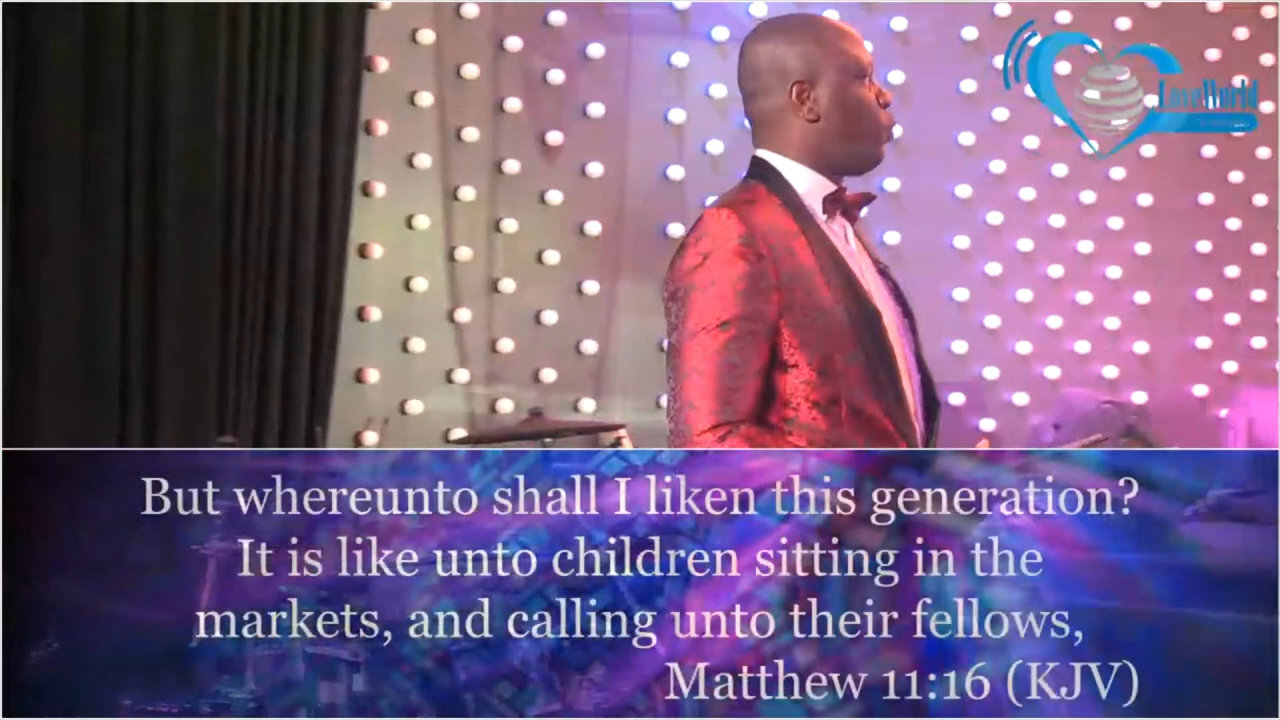 LoveWorld
But whereunto shall I liken this generation?
It is like unto children sitting in the
markets, and calling unto their fellows,
Matthew 11:16 (KJV)